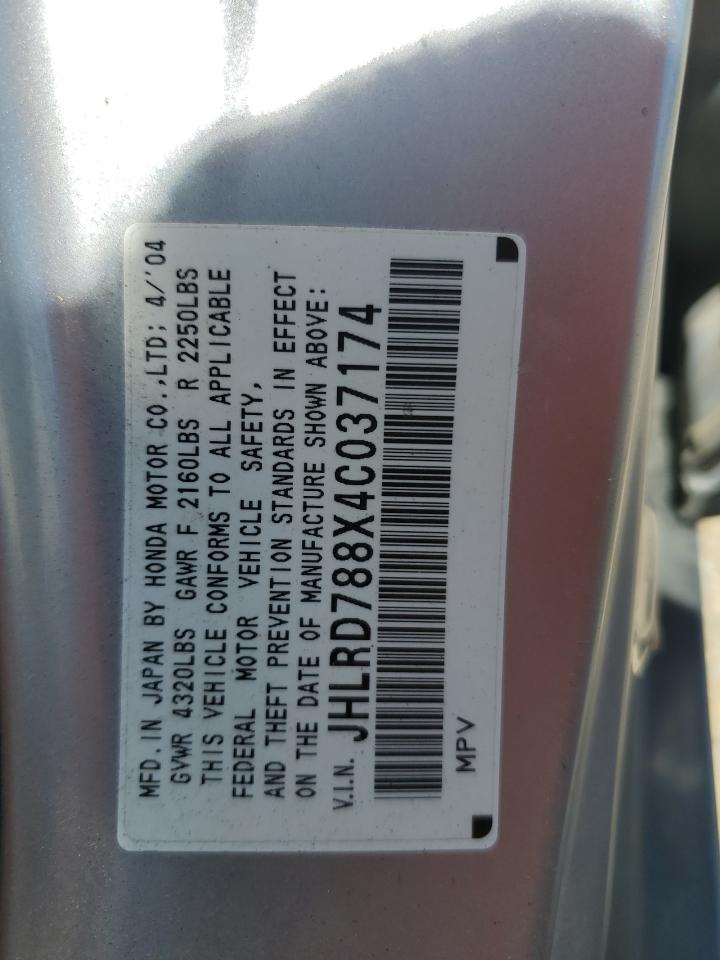 MFD.IN JAPAN BY HONDA MOTOR CO.,LTD; 4/'04
GVWR 4320LBS GAWR F 2160LBS R 2250LBS
THIS VEHICLE CONFORMS TO ALL APPLICABLE
FEDERAL MOTOR VEHICLE SAFETY,
AND THEFT PREVENTION STANDARDS IN EFFECT
ON THE DATE OF MANUFACTURE SHOWN ABOVE:
V.I.N. JHLRD788X4C037174
MPV